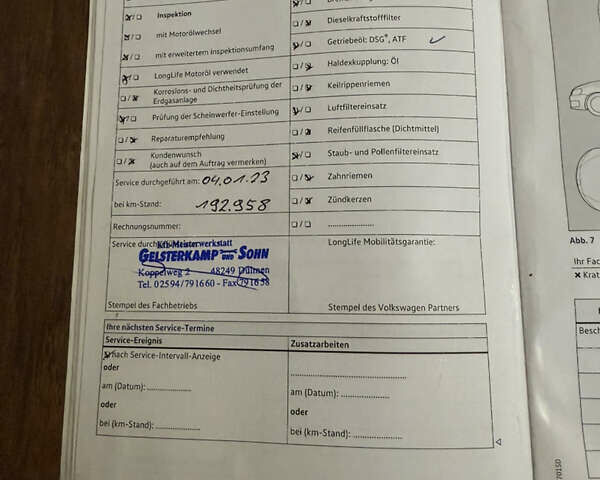 Inspektion
mit Motorölwechsel
mit erweitertem Inspektionsumfang
LongLife Motoröl verwendet
Korrosions- und Dichtheitsprüfung der
Erdgasanlage
Prüfung der Scheinwerfer-Einstellung
Reparaturempfehlung
Kundenwunsch
(auch auf dem Auftrag vermerken)
Service durchgeführt am: 04.01.23
bei km-Stand: 192.958
Rechnungsnummer:
Service
Kfz-Meisterwerkstatt
GELSTERKAMP UND SOHN
Koppelweg 2 48249 Dülmen
Tel. 02594/791660 - Fax 791658
Stempel des Fachbetriebs
Dieselkraftstofffilter
Getriebeöl: DSG®, ATF
Haldexkupplung: Öl
Keilrippenriemen
Luftfiltereinsatz
Reifenfüllflasche (Dichtmittel)
Staub- und Pollenfiltereinsatz
Zahnriemen
Zündkerzen
LongLife Mobilitätsgarantie:
Stempel des Volkswagen Partners
Ihre nächsten Service-Termine
Service-Ereignis
nach Service-Intervall-Anzeige
oder
am (Datum):
oder
bei (km-Stand):
Zusatzarbeiten
am (Datum):
oder
bei (km-Stand):
Abb. 7
Ihr Fac
Krat
Besch